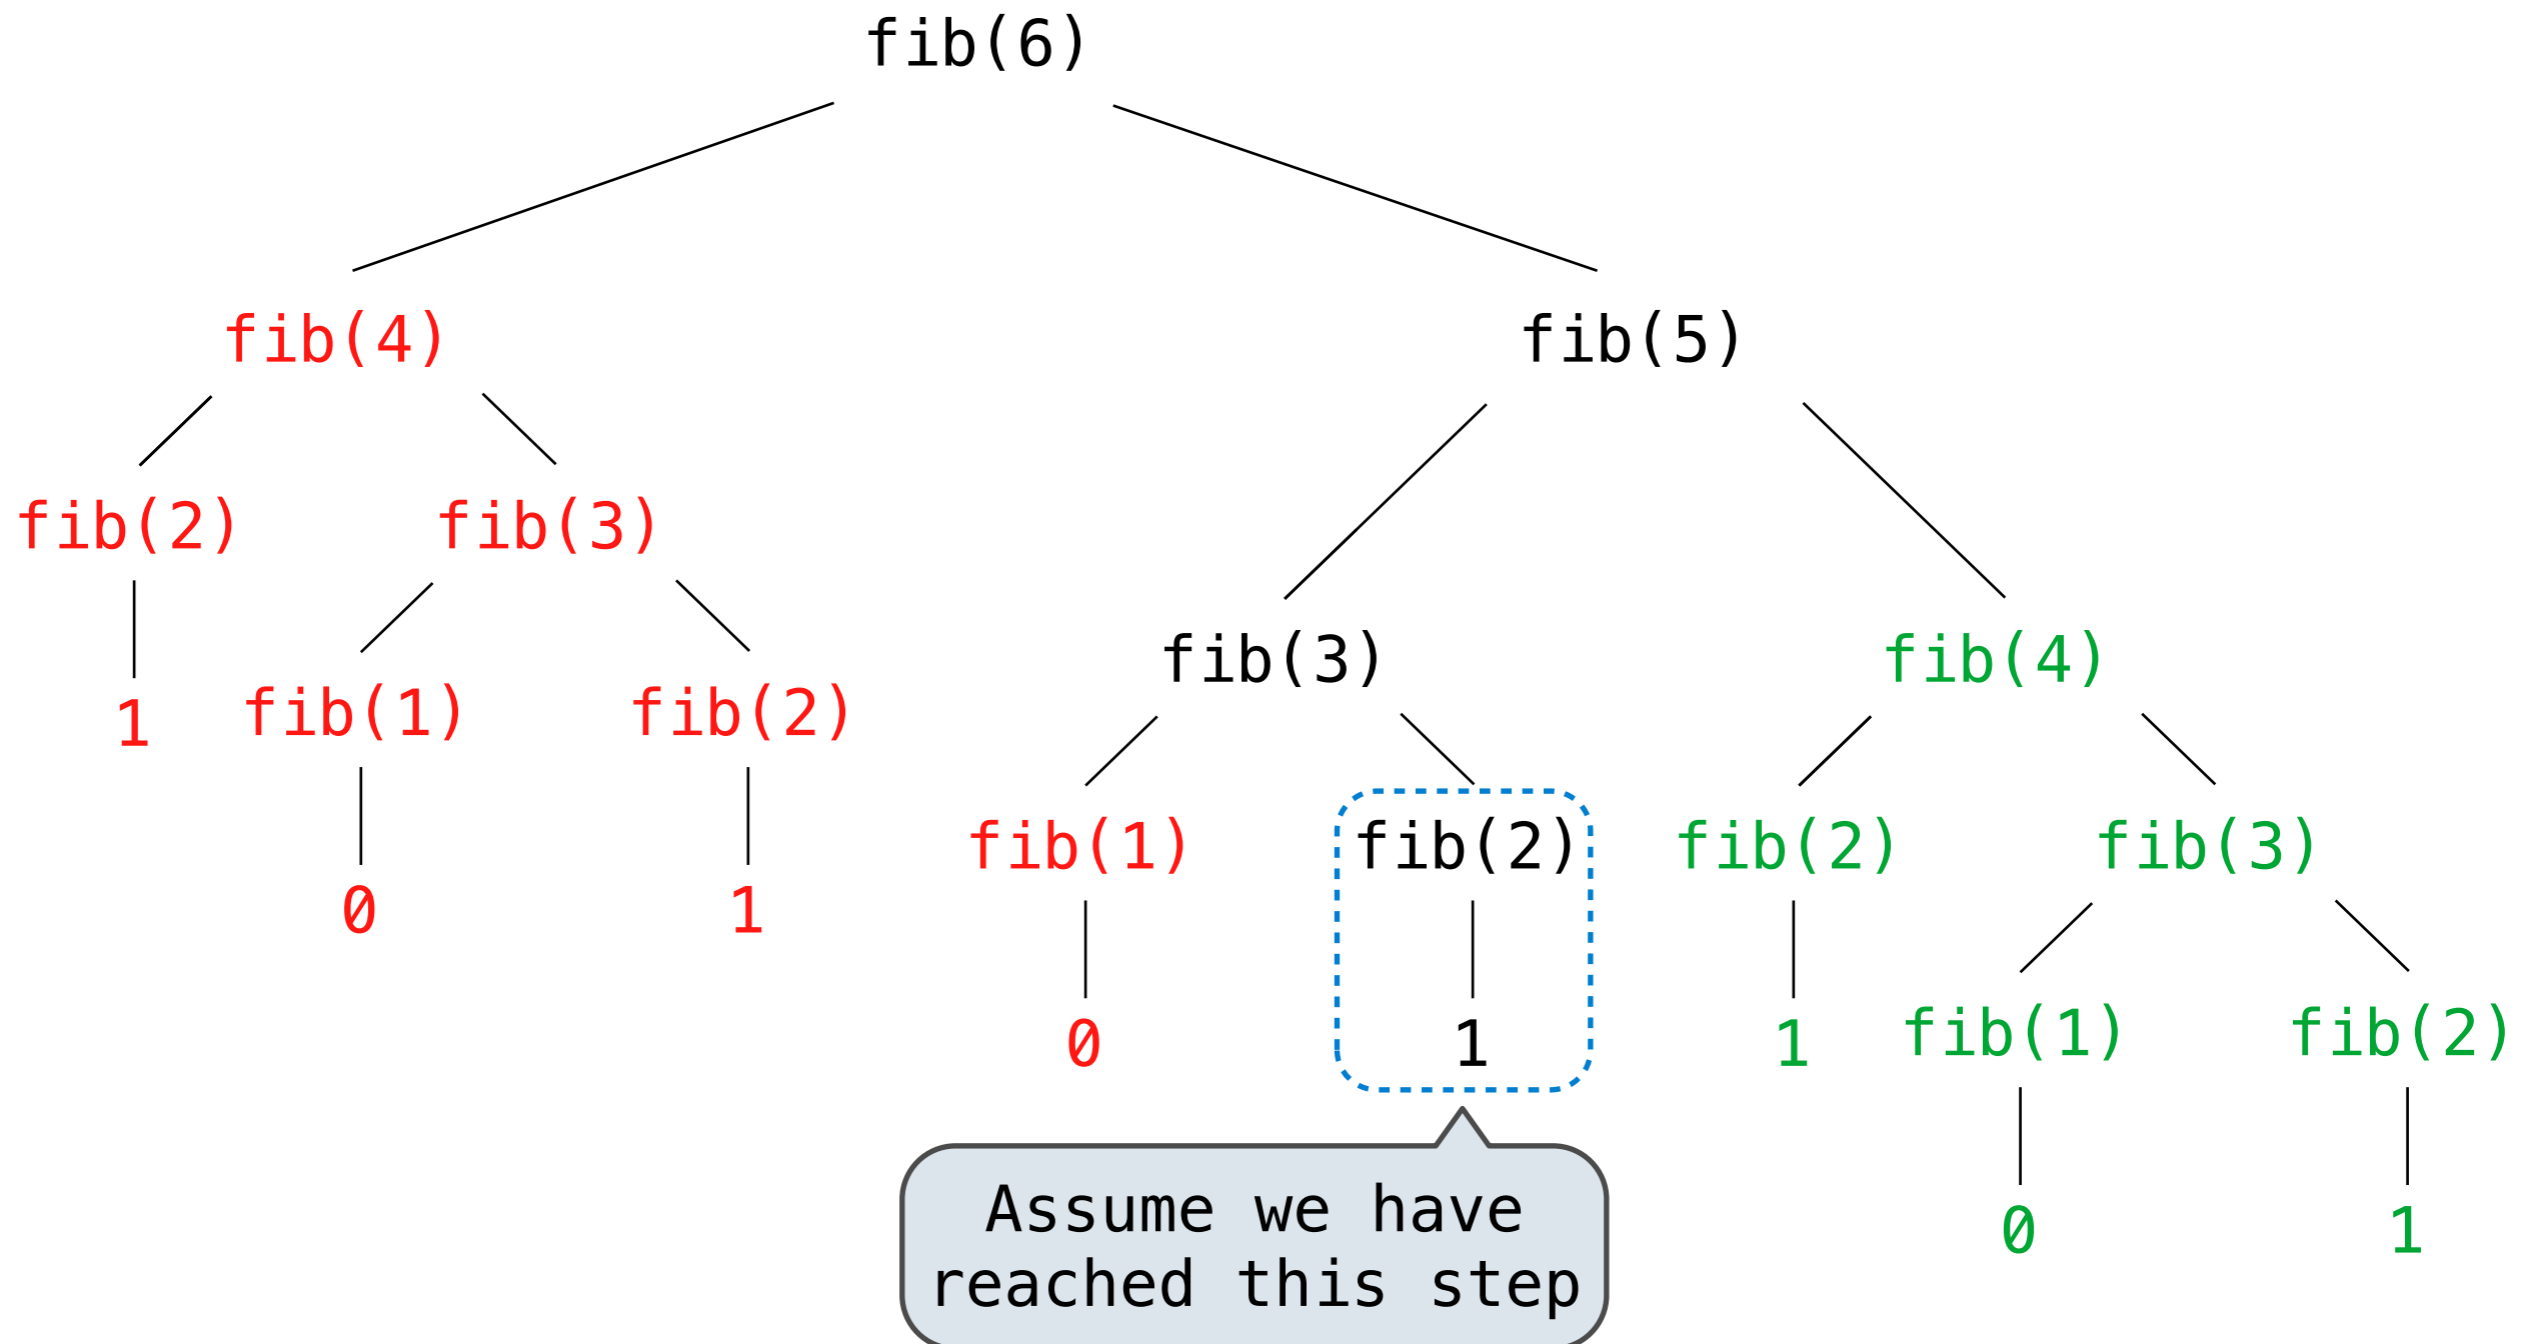 fib(6)
fib(4) fib(5)
fib(2) fib(3)
fib(3) fib(4)
1 fib(1) fib(2)
fib(1) fib(2) fib(2) fib(3)
0 1
0 1 1 fib(1) fib(2)
Assume we have
reached this step
0 1